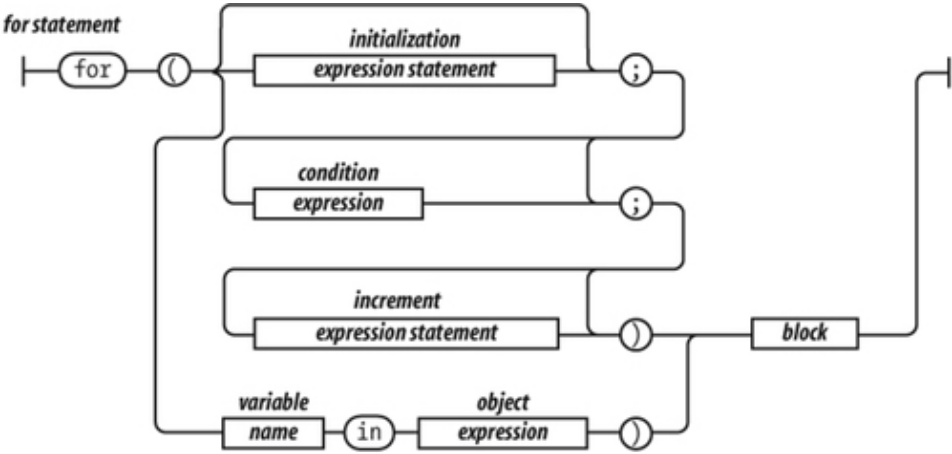 for statement
for ( initialization
expression statement ;
condition
expression ;
increment
expression statement ) block
variable object
name in expression )